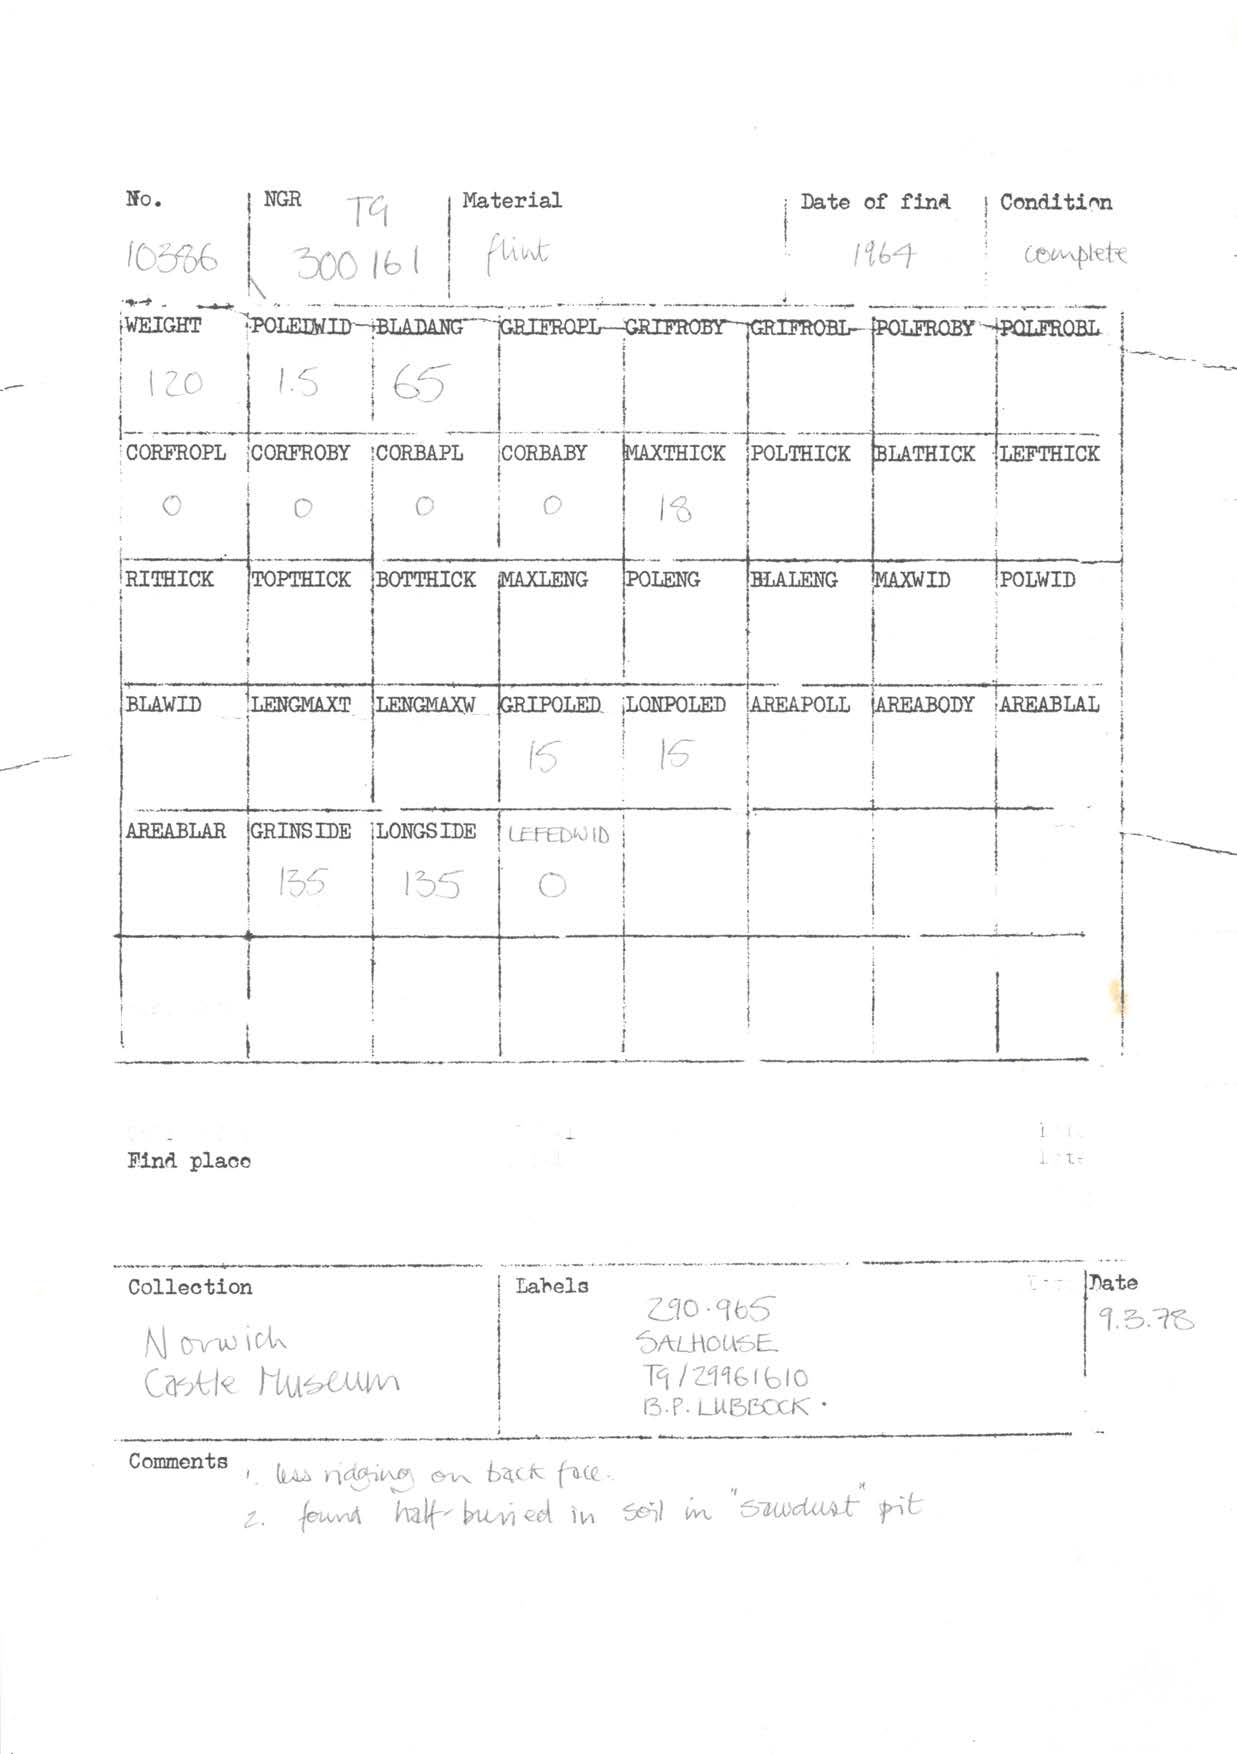 No. NGR Material Date of find Condition
TG
10386 300 161 flint 1964 complete
WEIGHT POLEDWID BLADANG GRIFROPL GRIFROBY GRIFROBL POLFROBY POLFROBL
120 1.5 65
CORFROPL CORFROBY CORBAPL CORBABY MAXTHICK POLTHICK BLATHICK LEFTHICK
0 0 0 0 18
RITHICK TOPTHICK BOTTHICK MAXLENG POLENG BLALENG MAXWID POLWID
BLAWID LENGMAXT LENGMAXW GRIPOLED LONPOLED AREAPOLL AREABODY AREABLAL
15 15
AREABLAR GRINSIDE LONGSIDE LEFEDWID
135 135 0
Find place
Collection Labels Date
290.965 9.3.78
Norwich SALHOUSE
Castle Museum TG/29961610
B.P. LUBBOCK.
Comments 1. less ridging on back face.
2. found half-buried in soil in "sawdust" pit